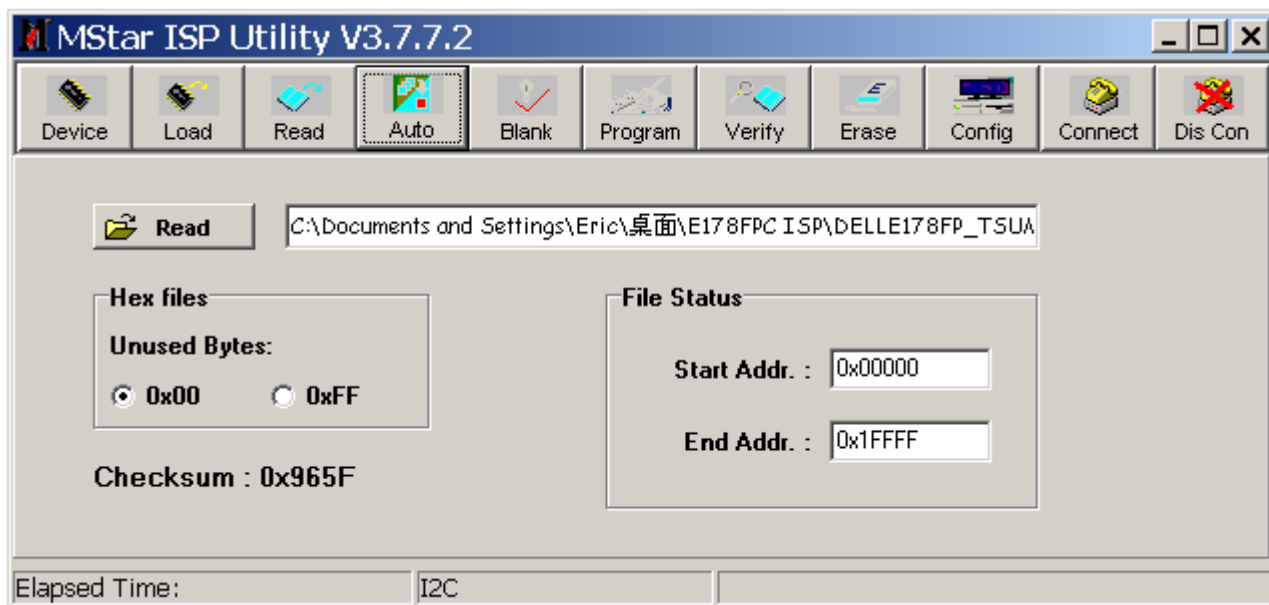 MStar ISP Utility V3.7.7.2
Device Load Read Auto Blank Program Verify Erase Config Connect Dis Con
Read C:\Documents and Settings\Eric\桌面\E178FPC ISP\DELLE178FP_TSUA
Hex files
Unused Bytes:
0x00 0xFF
Checksum : 0x965F
File Status
Start Addr. : 0x00000
End Addr. : 0x1FFFF
Elapsed Time: I2C